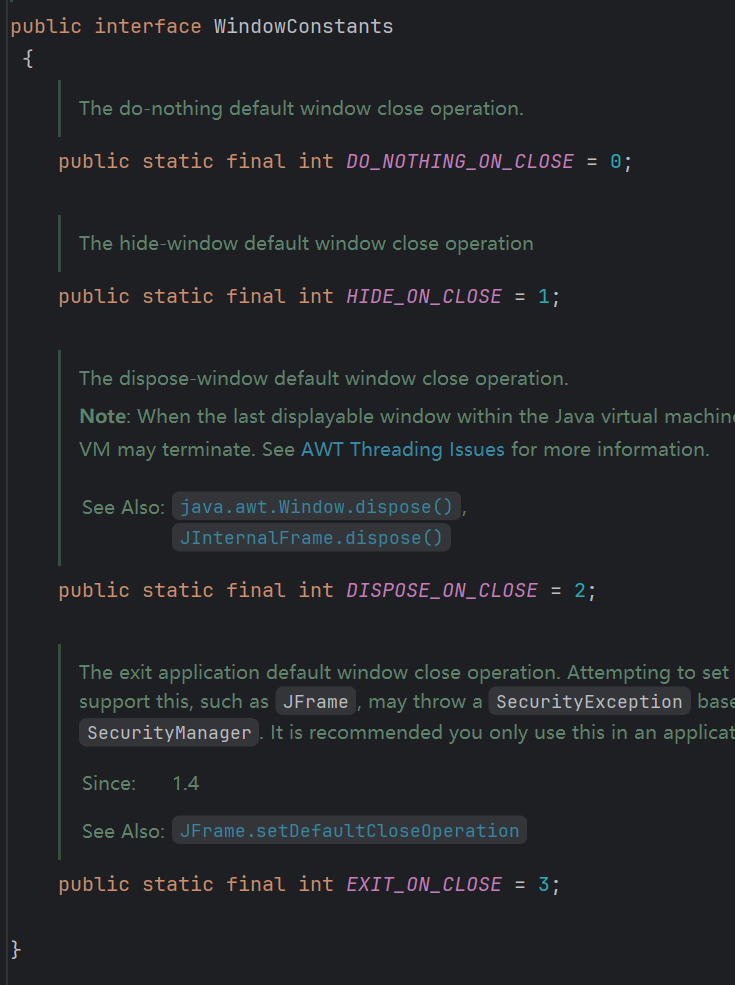 public interface WindowConstants
{
The do-nothing default window close operation.
public static final int DO_NOTHING_ON_CLOSE = 0;
The hide-window default window close operation
public static final int HIDE_ON_CLOSE = 1;
The dispose-window default window close operation.
Note: When the last displayable window within the Java virtual machine
VM may terminate. See AWT Threading Issues for more information.
See Also: java.awt.Window.dispose(),
JInternalFrame.dispose()
public static final int DISPOSE_ON_CLOSE = 2;
The exit application default window close operation. Attempting to set
support this, such as JFrame, may throw a SecurityException base
SecurityManager. It is recommended you only use this in an applicat
Since: 1.4
See Also: JFrame.setDefaultCloseOperation
public static final int EXIT_ON_CLOSE = 3;
}